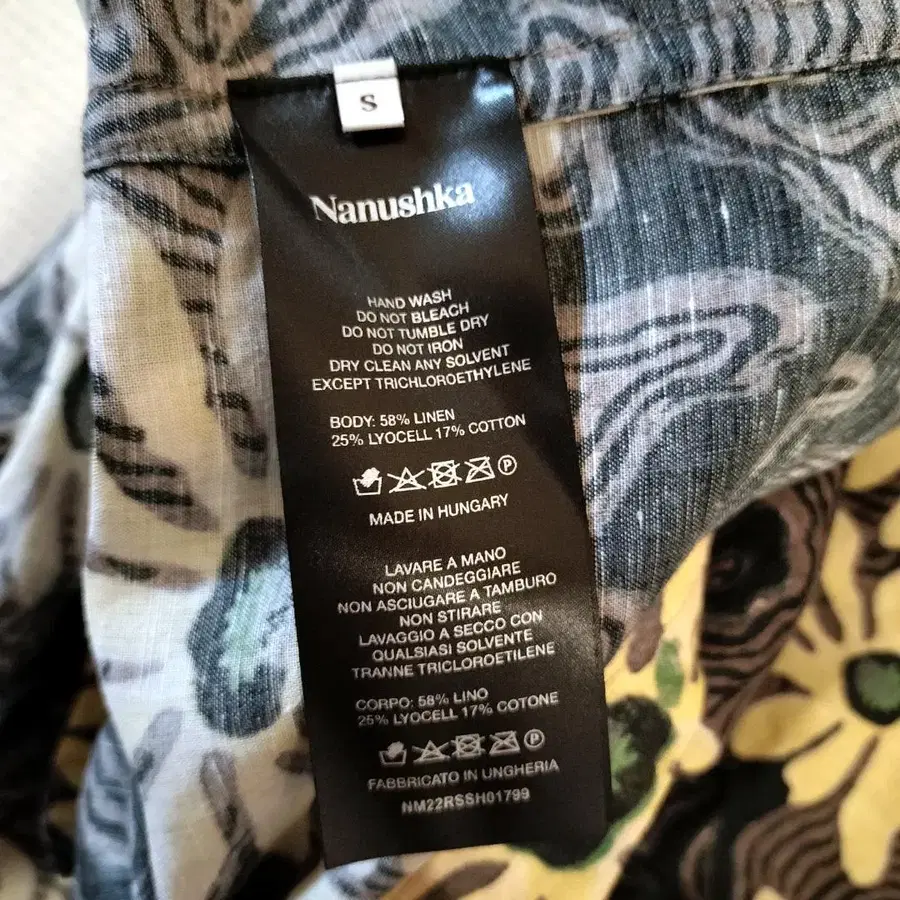 S
Nanushka
HAND WASH
DO NOT BLEACH
DO NOT TUMBLE DRY
DO NOT IRON
DRY CLEAN ANY SOLVENT
EXCEPT TRICHLOROETHYLENE
BODY: 58% LINEN
25% LYOCELL 17% COTTON
P
MADE IN HUNGARY
LAVARE A MANO
NON CANDEGGIARE
NON ASCIUGARE A TAMBURO
NON STIRARE
LAVAGGIO A SECCO CON
QUALSIASI SOLVENTE
TRANNE TRICLOROETILENE
CORPO: 58% LINO
25% LYOCELL 17% COTONE
P
FABBRICATO IN UNGHERIA
NM22RSSH01799